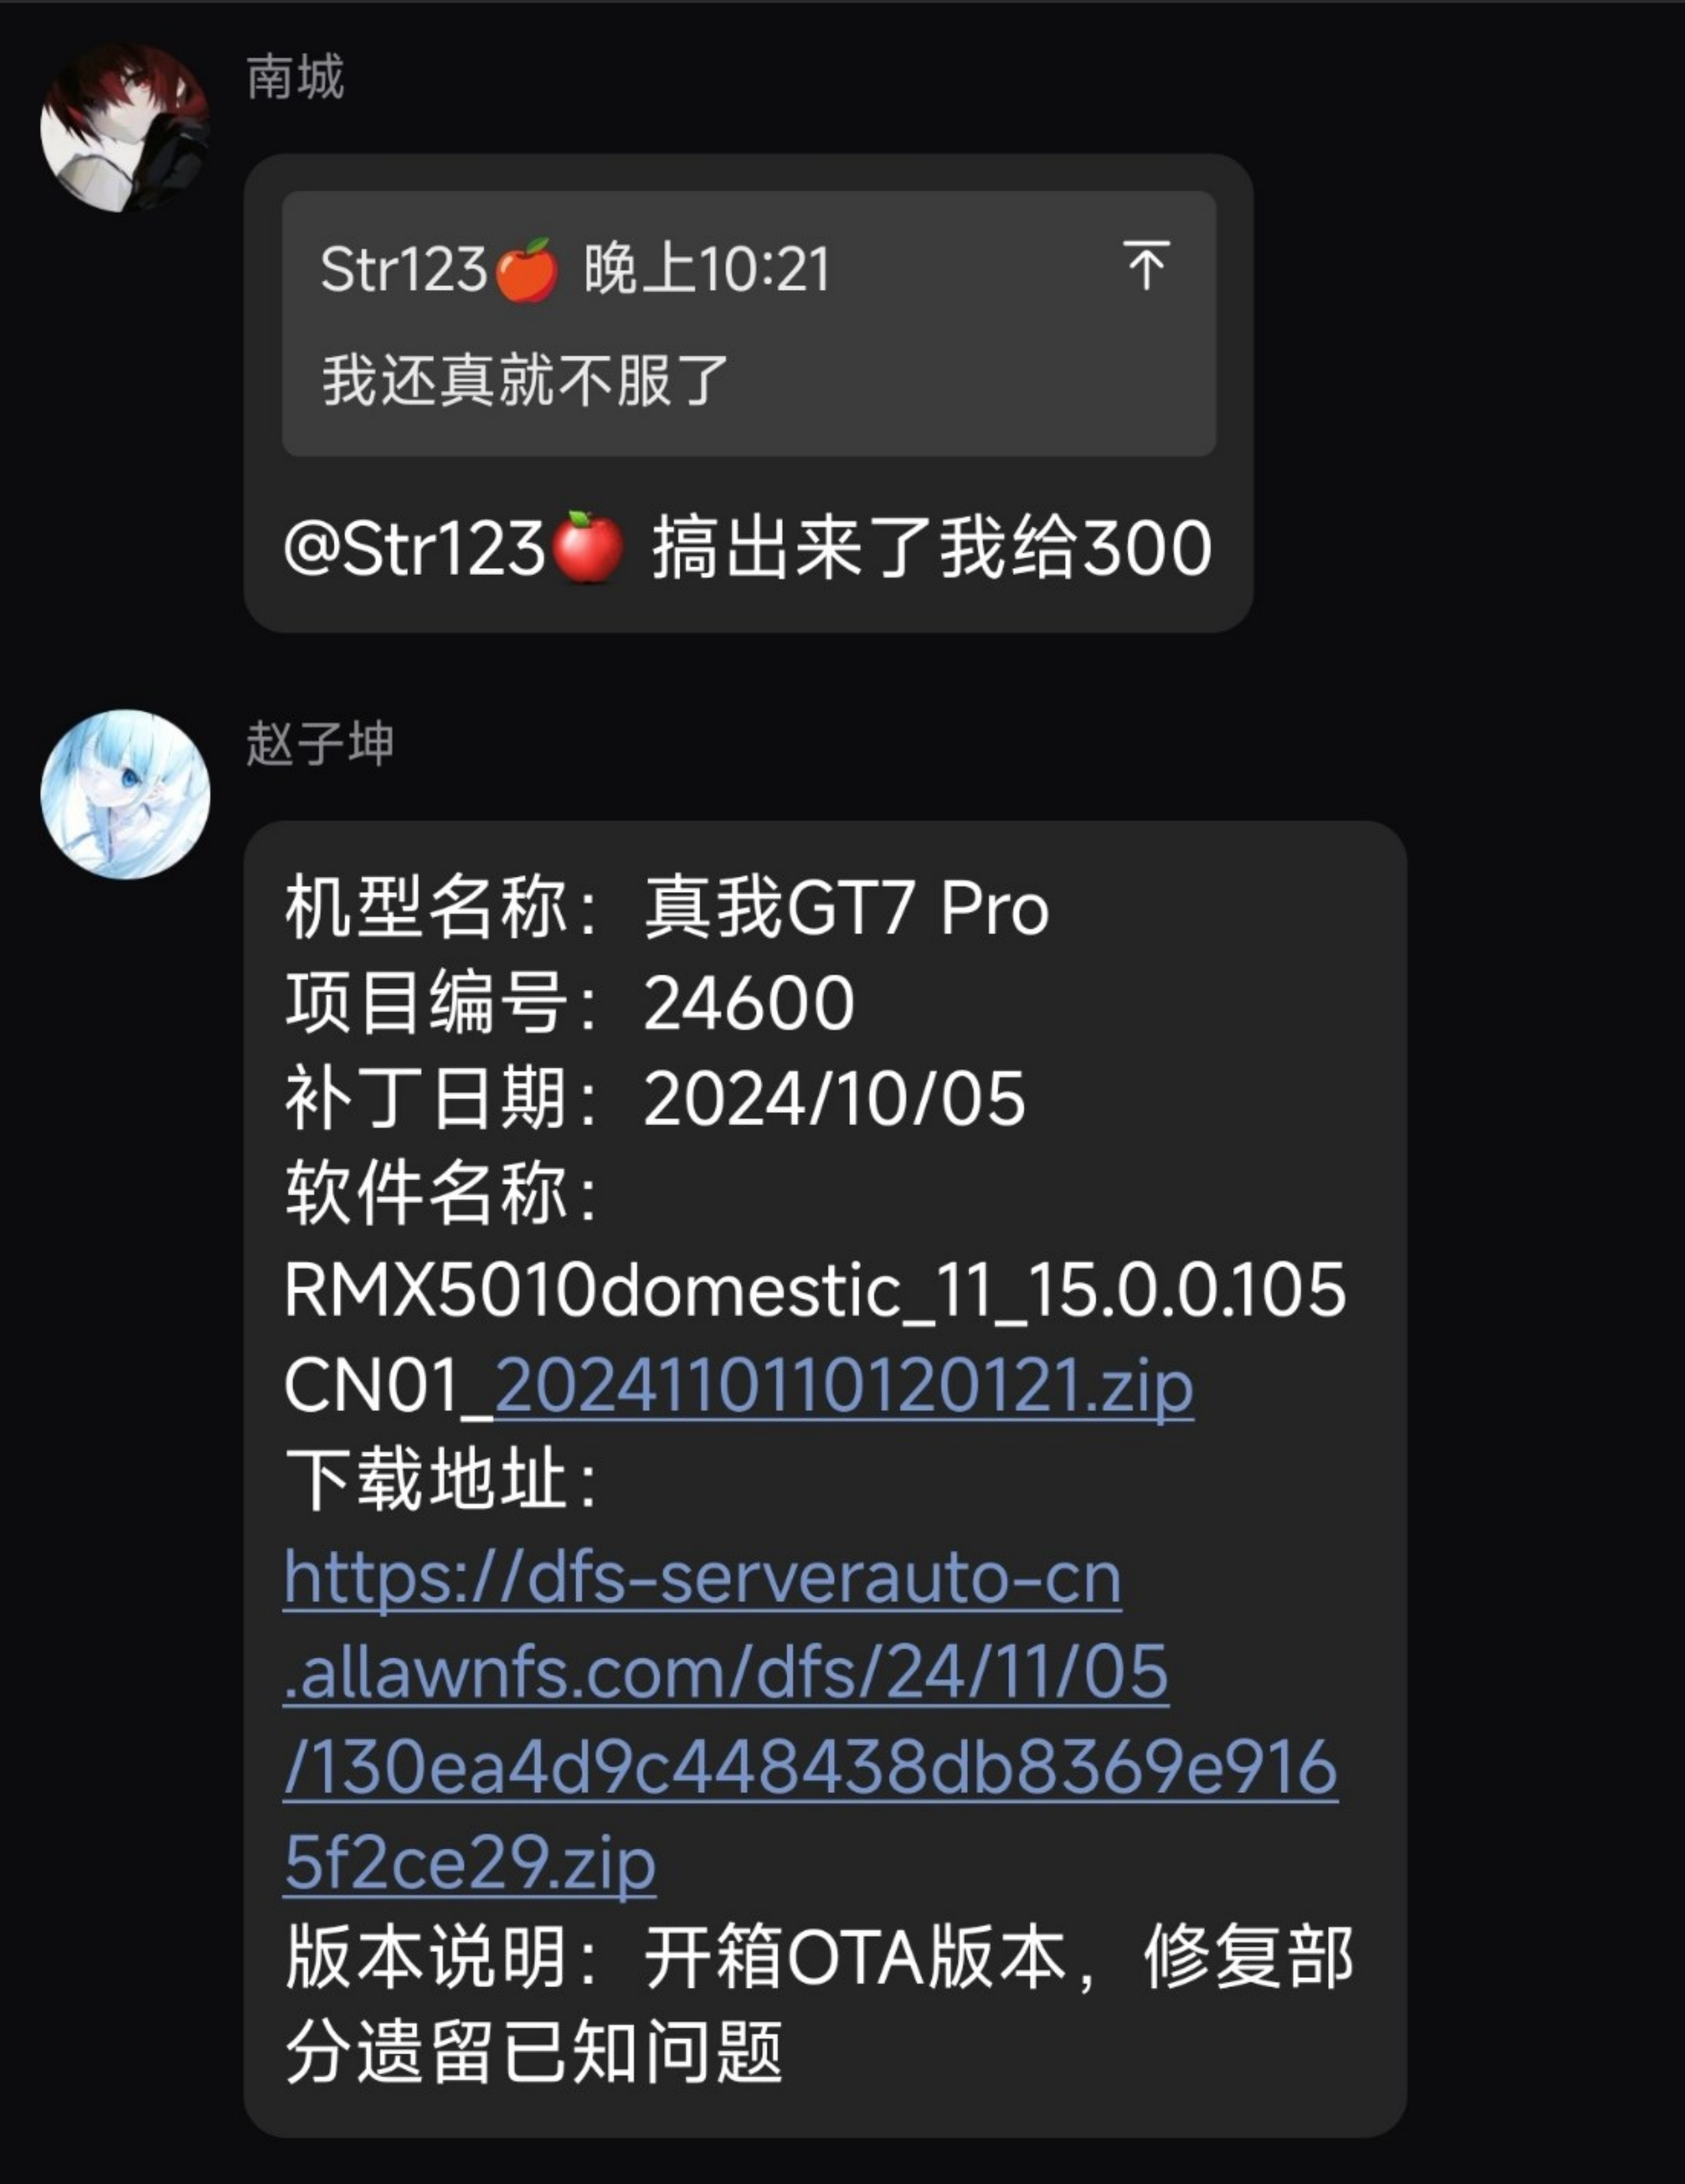 南城
Str123🍎 晚上10:21
我还真就不服了
@Str123🍎 搞出来了我给300
赵子坤
机型名称：真我GT7 Pro
项目编号：24600
补丁日期：2024/10/05
软件名称：
RMX5010domestic_11_15.0.0.105
CN01_2024110110120121.zip
下载地址：
https://dfs-serverauto-cn
.allawnfs.com/dfs/24/11/05
/130ea4d9c448438db8369e916
5f2ce29.zip
版本说明：开箱OTA版本，修复部
分遗留已知问题